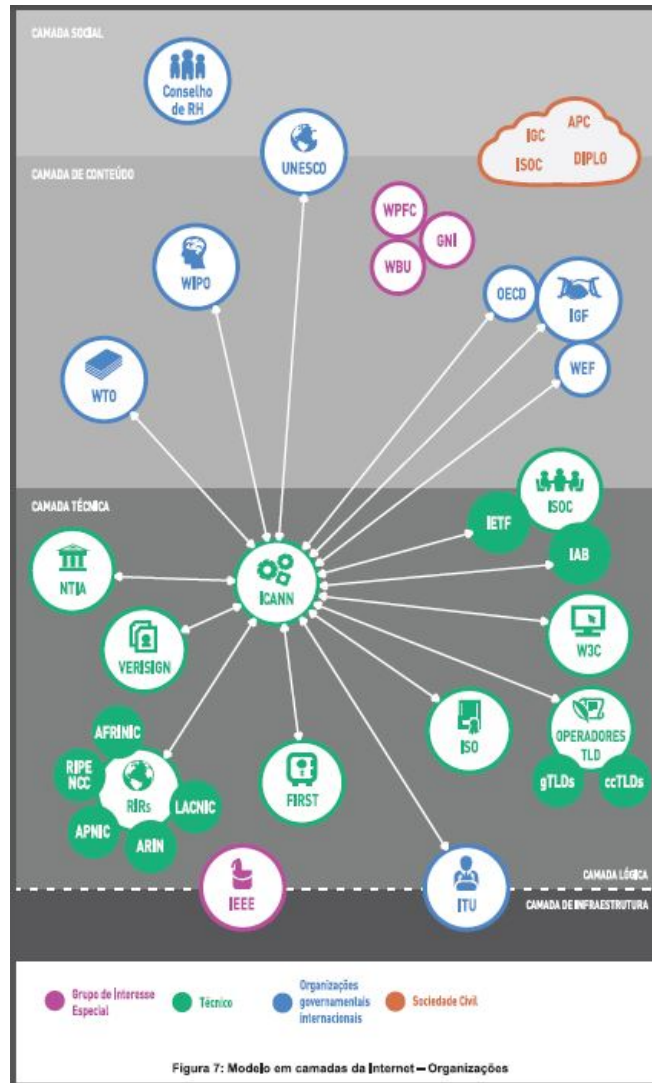 CAMADA SOCIAL
Conselho
de RH
UNESCO
IGC
APC
ISOC
DIPLO
CAMADA DE CONTEÚDO
WPFC
GNI
WBU
WIPO
OECD
IGF
WEF
WTO
CAMADA TÉCNICA
ISOC
IETF
IAB
NTIA
ICANN
W3C
VERISIGN
ISO
OPERADORES
TLD
gTLDs
ccTLDs
AFRINIC
RIPE
NCC
RIRs
LACNIC
APNIC
ARIN
FIRST
CAMADA LÓGICA
IEEE
ITU
CAMADA DE INFRAESTRUTURA
Grupo de Interesse
Especial
Técnico
Organizações
governamentais
internacionais
Sociedade Civil
Figura 7: Modelo em camadas da Internet – Organizações